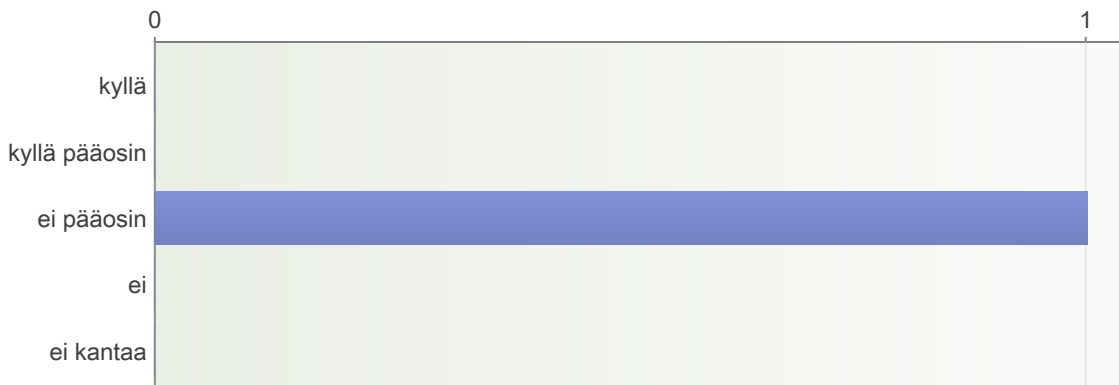 0 1
kyllä
kyllä pääosin
ei pääosin
ei
ei kantaa